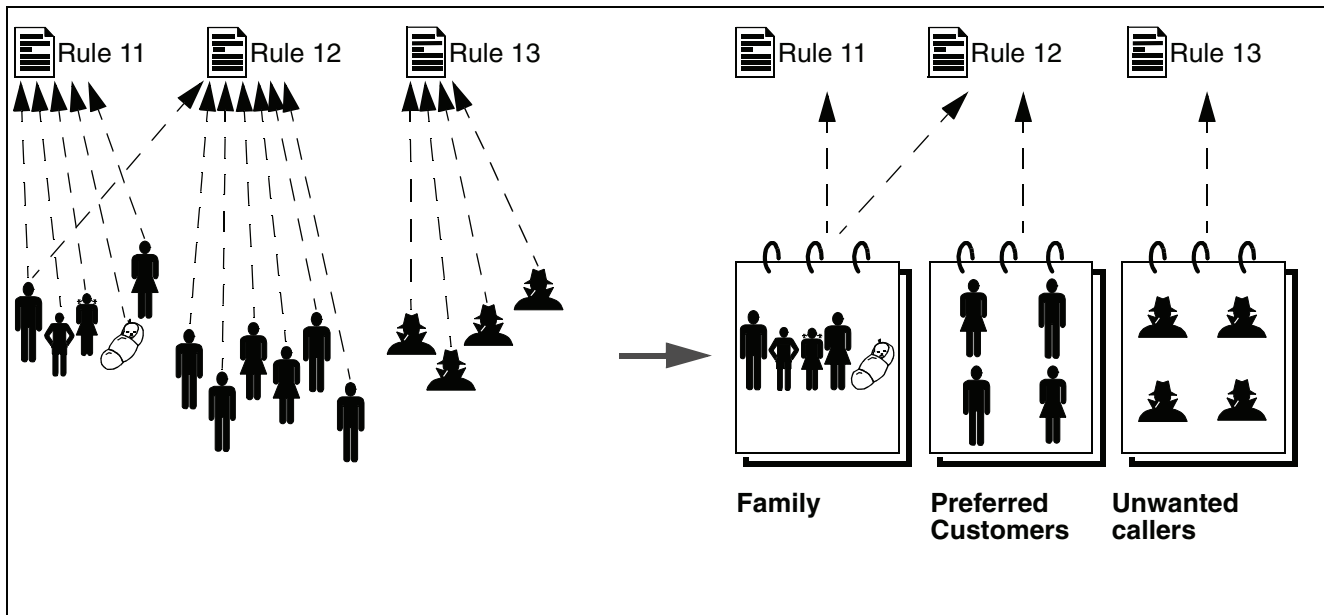 Rule 11
Rule 12
Rule 13
Rule 11
Rule 12
Rule 13
Family
Preferred
Customers
Unwanted
callers